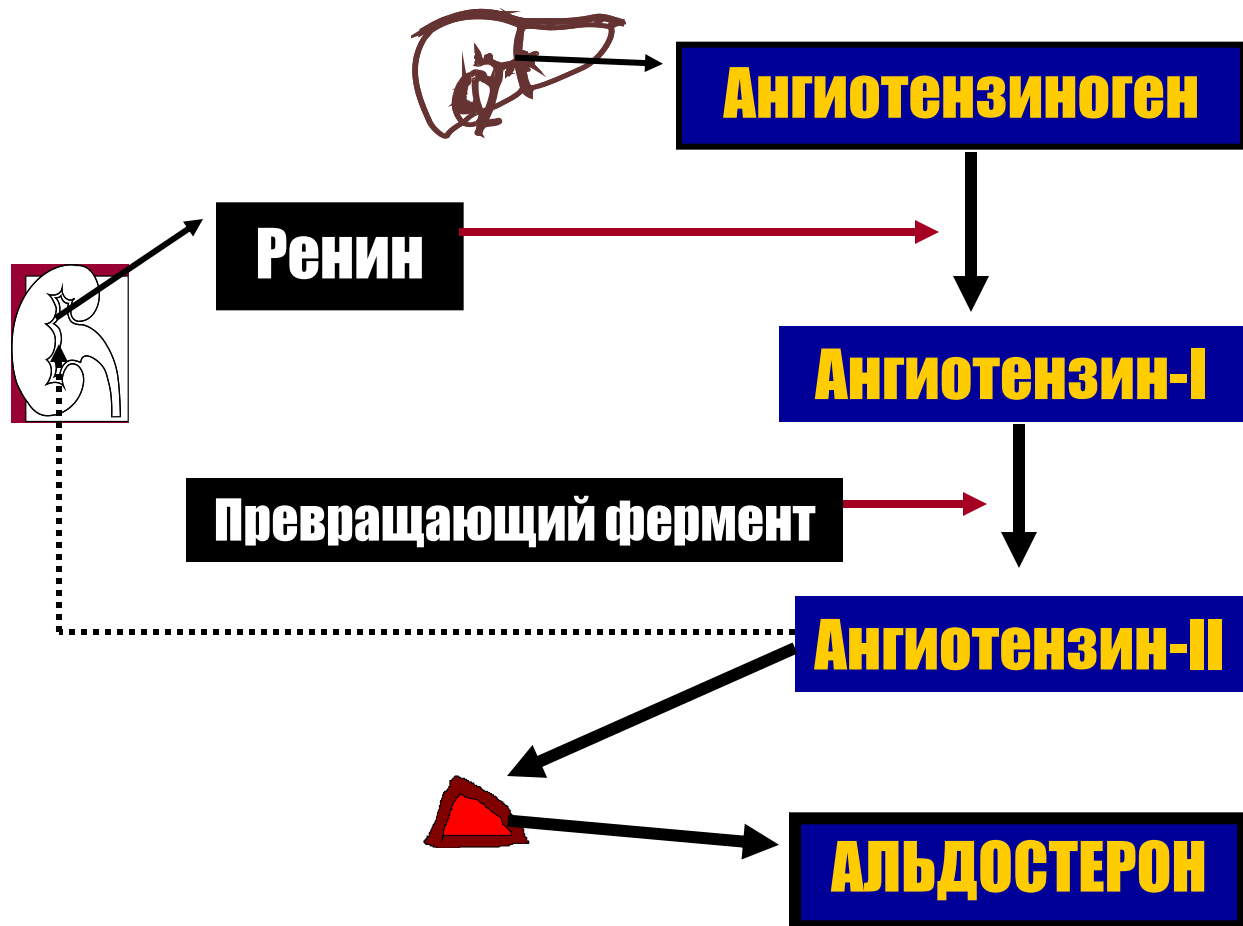 Ангиотензиноген
Ренин
Ангиотензин-I
Превращающий фермент
Ангиотензин-II
АЛЬДОСТЕРОН